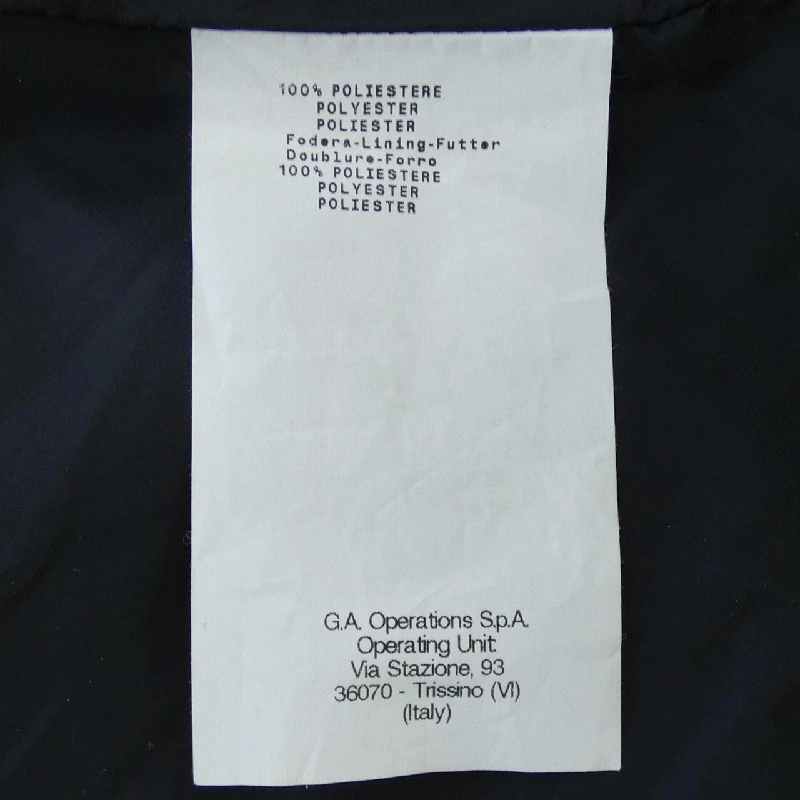 100% POLIESTERE
POLYESTER
POLIESTER
Fodera-Lining-Futter
Doublure-Forro
100% POLIESTERE
POLYESTER
POLIESTER
G.A. Operations S.p.A.
Operating Unit:
Via Stazione, 93
36070 - Trissino (VI)
(Italy)